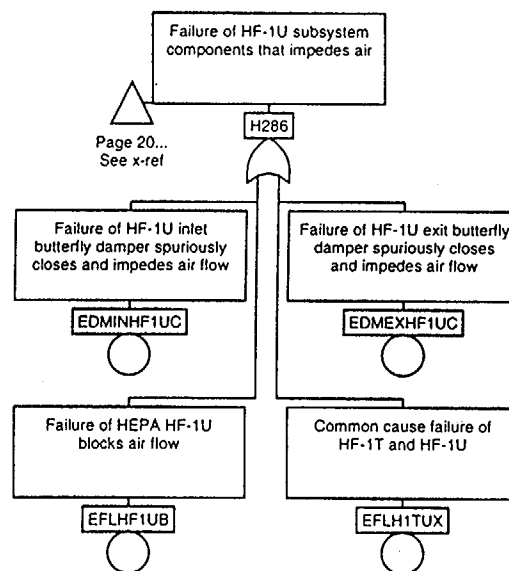 Failure of HF-1U subsystem
components that impedes air
H286
Page 20...
See x-ref
Failure of HF-1U inlet
butterfly damper spuriously
closes and impedes air flow
EDMINHF1UC
Failure of HF-1U exit butterfly
damper spuriously closes
and impedes air flow
EDMEXHF1UC
Failure of HEPA HF-1U
blocks air flow
EFLHF1UB
Common cause failure of
HF-1T and HF-1U
EFLH1TUX